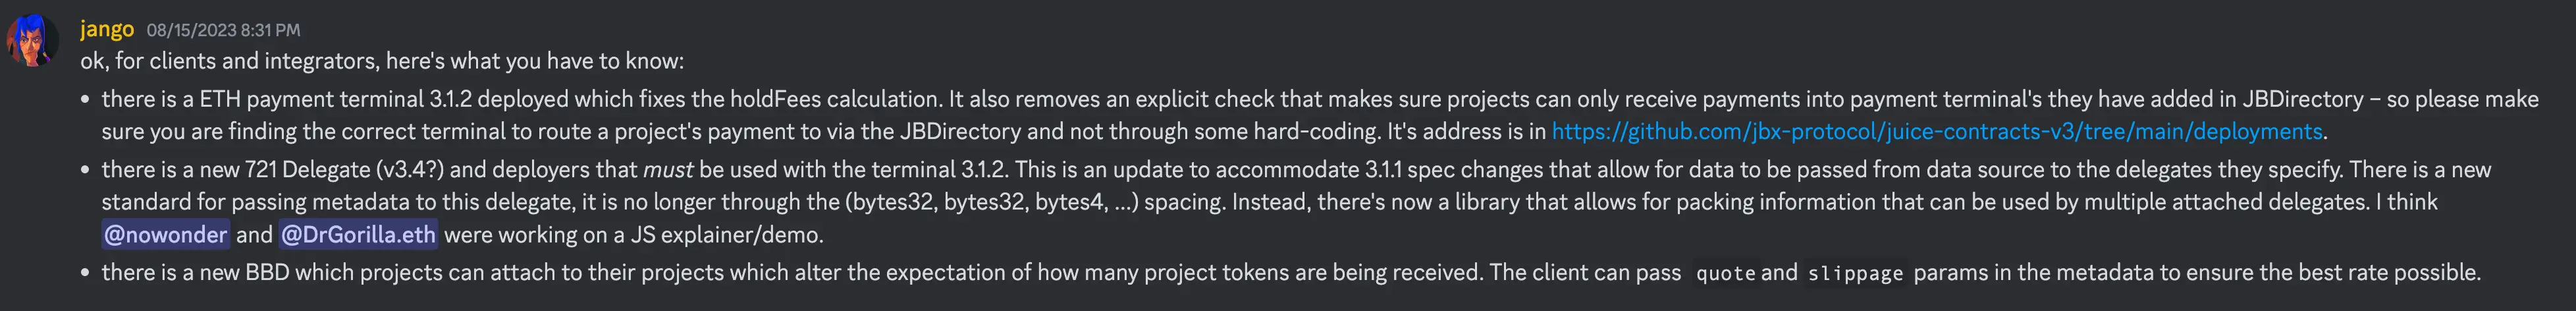 jango 08/15/2023 8:31 PM
ok, for clients and integrators, here's what you have to know:
• there is a ETH payment terminal 3.1.2 deployed which fixes the holdFees calculation. It also removes an explicit check that makes sure projects can only receive payments into payment terminal's they have added in JBDirectory – so please make
sure you are finding the correct terminal to route a project's payment to via the JBDirectory and not through some hard-coding. It's address is in https://github.com/jbx-protocol/juice-contracts-v3/tree/main/deployments.
• there is a new 721 Delegate (v3.4?) and deployers that must be used with the terminal 3.1.2. This is an update to accommodate 3.1.1 spec changes that allow for data to be passed from data source to the delegates they specify. There is a new
standard for passing metadata to this delegate, it is no longer through the (bytes32, bytes32, bytes4, ...) spacing. Instead, there's now a library that allows for packing information that can be used by multiple attached delegates. I think
@nowonder and @DrGorilla.eth were working on a JS explainer/demo.
• there is a new BBD which projects can attach to their projects which alter the expectation of how many project tokens are being received. The client can pass quote and slippage params in the metadata to ensure the best rate possible.